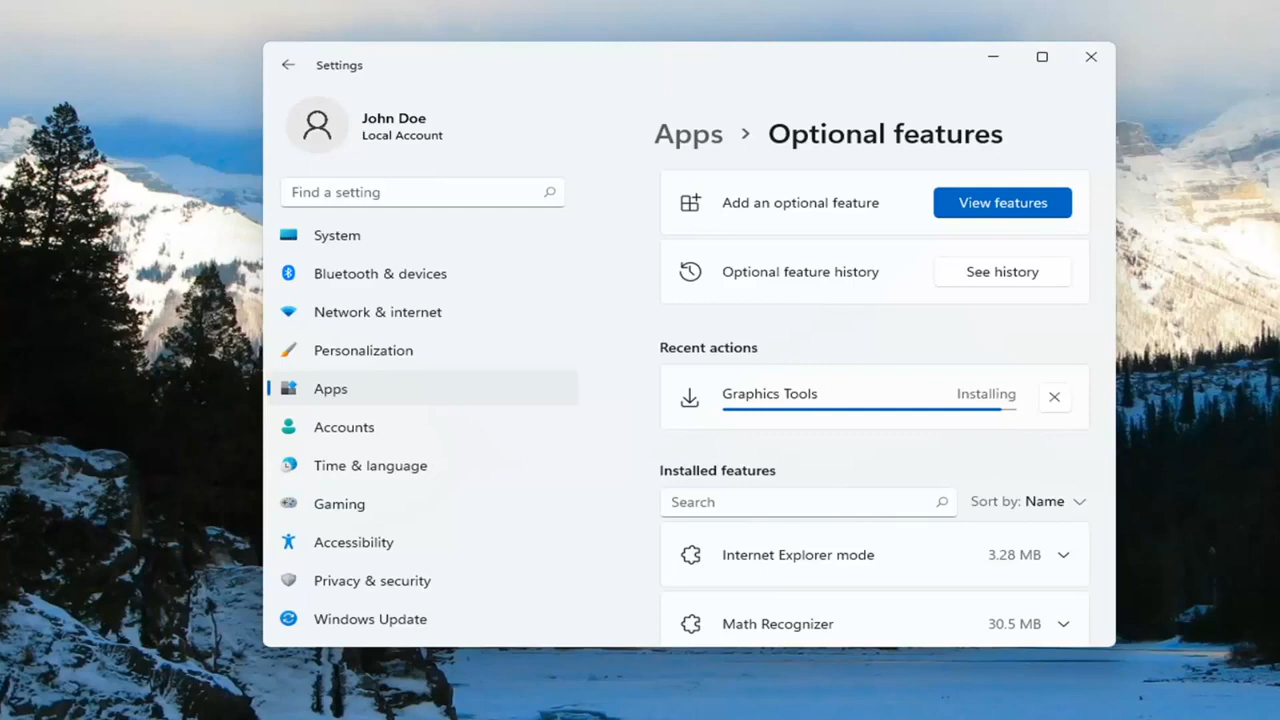 Settings
John Doe
Local Account
Find a setting
System
Bluetooth & devices
Network & internet
Personalization
Apps
Accounts
Time & language
Gaming
Accessibility
Privacy & security
Windows Update
Apps > Optional features
Add an optional feature View features
Optional feature history See history
Recent actions
Graphics Tools Installing
Installed features
Search Sort by: Name
Internet Explorer mode 3.28 MB
Math Recognizer 30.5 MB